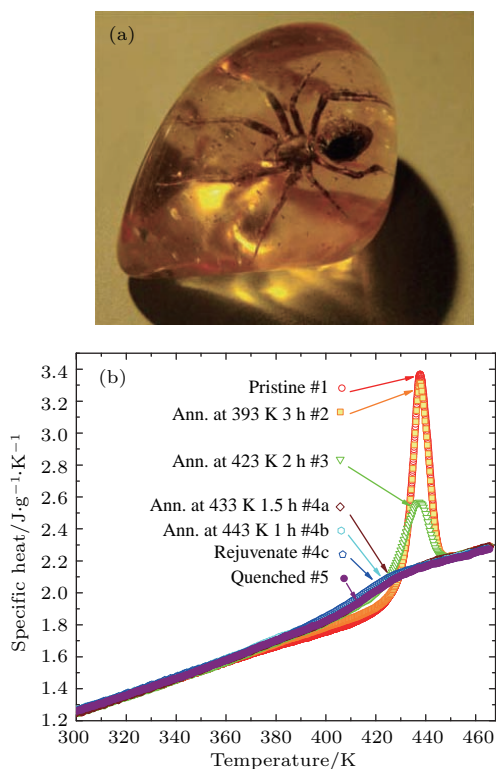 (a)
(b)
Pristine #1
Ann. at 393 K 3 h #2
Ann. at 423 K 2 h #3
Ann. at 433 K 1.5 h #4a
Ann. at 443 K 1 h #4b
Rejuvenate #4c
Quenched #5
3.4
3.2
3.0
2.8
2.6
2.4
2.2
2.0
1.8
1.6
1.4
1.2
Specific heat/J·g⁻¹·K⁻¹
300 320 340 360 380 400 420 440 460
Temperature/K